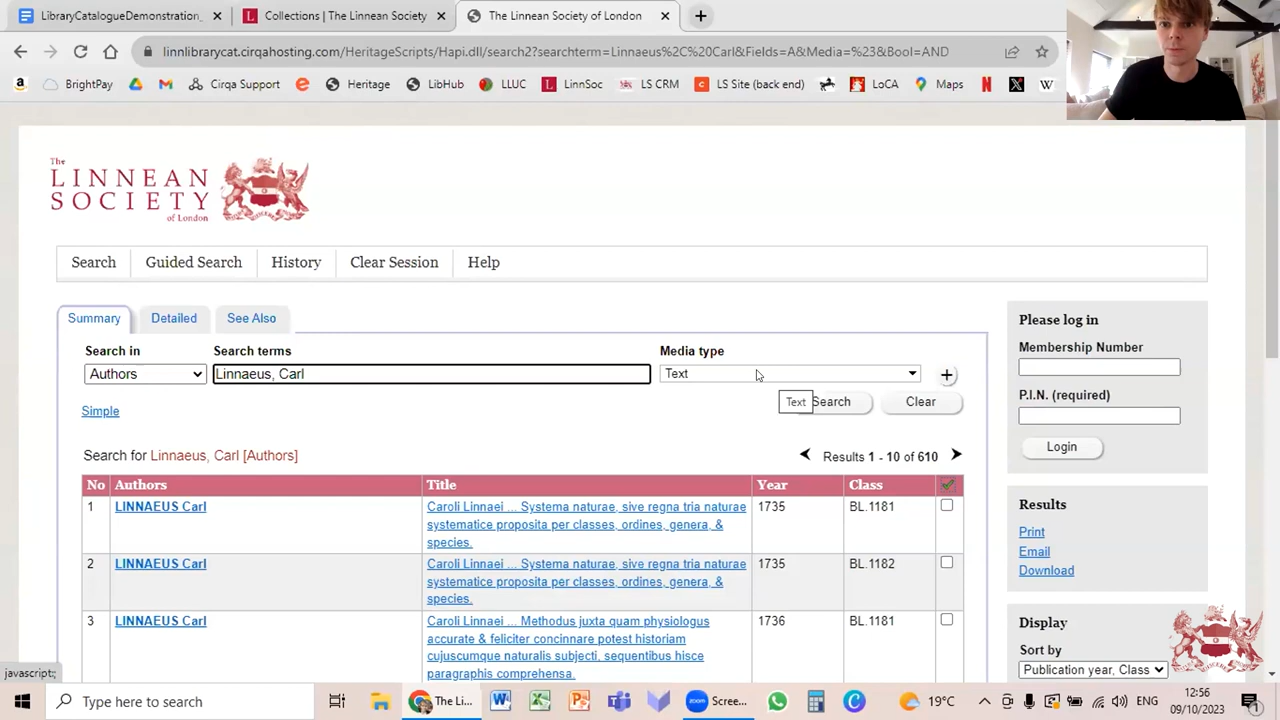 LibraryCatalogueDemonstration_
Collections | The Linnean Society
The Linnean Society of London
linnlibrarycat.cirqahosting.com/HeritageScripts/Hapi.dll/search2?searchterm=Linnaeus%2C%20Carl&Fields=A&Media=%23&Bool=AND
BrightPay
Cirqa Support
Heritage
LibHub
LLUC
LinnSoc
LS CRM
LS Site (back end)
LoCA
Maps
The
LINNEAN
SOCIETY
of London
Search
Guided Search
History
Clear Session
Help
Summary
Detailed
See Also
Search in
Search terms
Media type
Authors
Linnaeus, Carl
Text
+
Text
Search
Clear
Simple
Search for Linnaeus, Carl [Authors]
Results 1 - 10 of 610
No Authors Title Year Class
1 LINNAEUS Carl Caroli Linnaei ... Systema naturae, sive regna tria naturae 1735 BL.1181
systematice proposita per classes, ordines, genera, &
species.
2 LINNAEUS Carl Caroli Linnaei ... Systema naturae, sive regna tria naturae 1735 BL.1182
systematice proposita per classes, ordines, genera, &
species.
3 LINNAEUS Carl Caroli Linnaei ... Methodus juxta quam physiologus 1736 BL.1181
accurate & feliciter concinnare potest historiam
cujuscumque naturalis subjecti, sequentibus hisce
paragraphis comprehensa.
Please log in
Membership Number
P.I.N. (required)
Login
Results
Print
Email
Download
Display
Sort by
Publication year, Class
javascript:;
Type here to search
The Li...
Scree...
19°C
ENG
12:56
09/10/2023